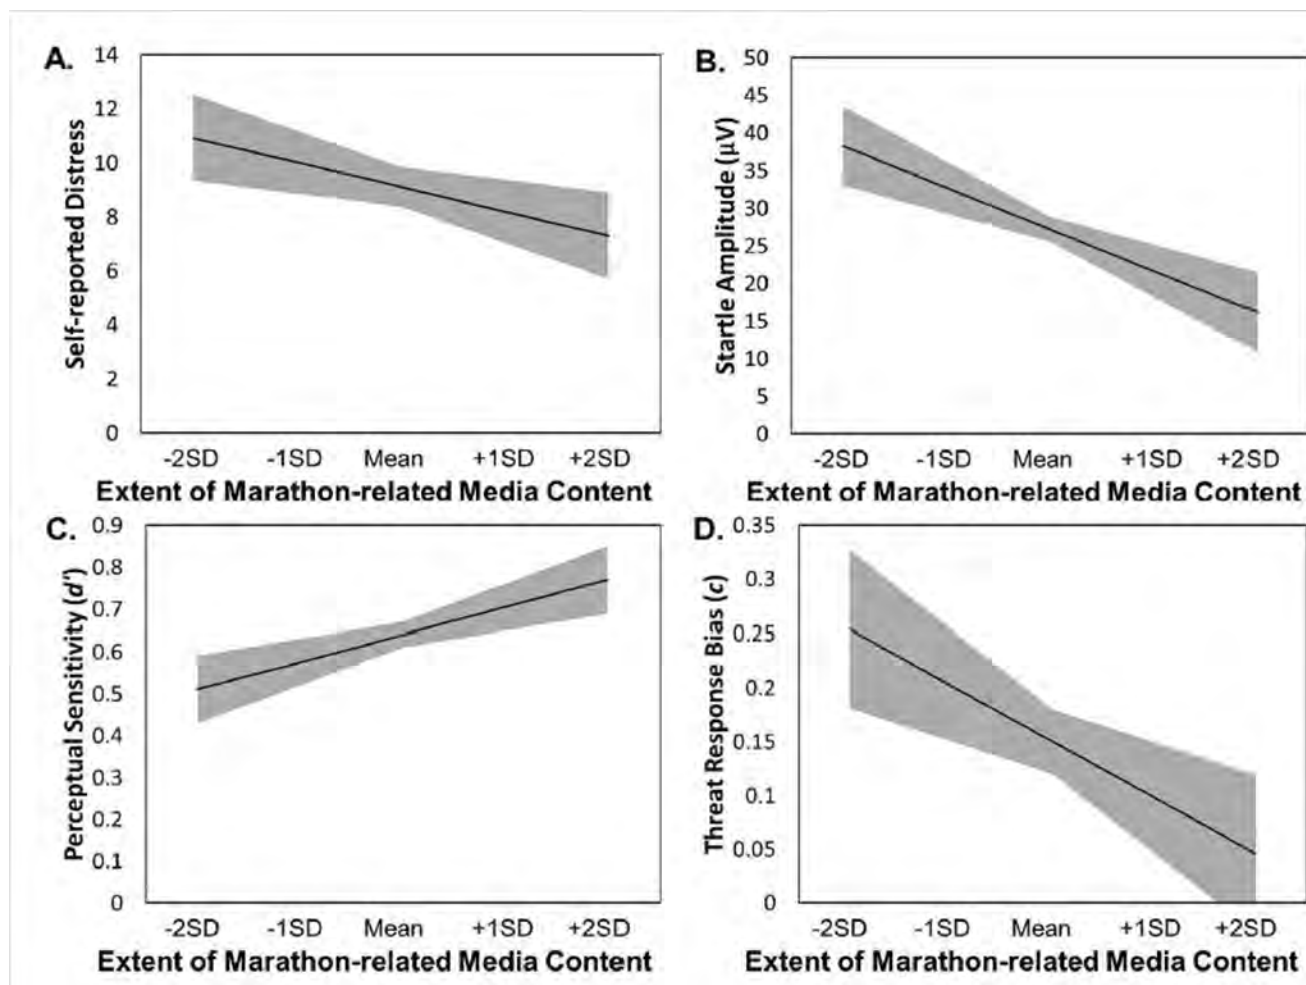 A.
Self-reported Distress
14
12
10
8
6
4
2
0
-2SD -1SD Mean +1SD +2SD
Extent of Marathon-related Media Content
B.
Startle Amplitude (µV)
50
45
40
35
30
25
20
15
10
5
0
-2SD -1SD Mean +1SD +2SD
Extent of Marathon-related Media Content
C.
Perceptual Sensitivity (d')
0.9
0.8
0.7
0.6
0.5
0.4
0.3
0.2
0.1
0
-2SD -1SD Mean +1SD +2SD
Extent of Marathon-related Media Content
D.
Threat Response Bias (c)
0.35
0.3
0.25
0.2
0.15
0.1
0.05
0
-2SD -1SD Mean +1SD +2SD
Extent of Marathon-related Media Content